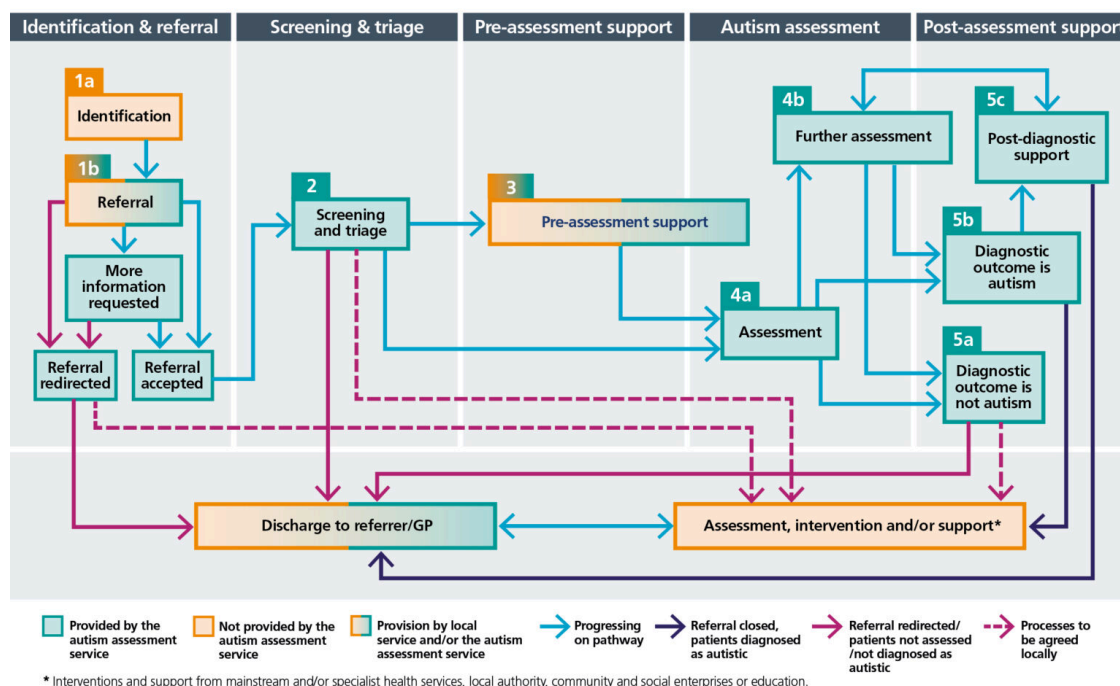 Identification & referral
Screening & triage
Pre-assessment support
Autism assessment
Post-assessment support
1a
Identification
1b
Referral
More
information
requested
Referral
redirected
Referral
accepted
2
Screening
and triage
3
Pre-assessment support
4a
Assessment
4b
Further assessment
5c
Post-diagnostic
support
5b
Diagnostic
outcome is
autism
5a
Diagnostic
outcome is
not autism
Discharge to referrer/GP
Assessment, intervention and/or support*
Provided by the
autism assessment
service
Not provided by the
autism assessment
service
Provision by local
service and/or the autism
assessment service
Progressing
on pathway
Referral closed,
patients diagnosed
as autistic
Referral redirected/
patients not assessed
/not diagnosed as
autistic
Processes to
be agreed
locally
* Interventions and support from mainstream and/or specialist health services, local authority, community and social enterprises or education.